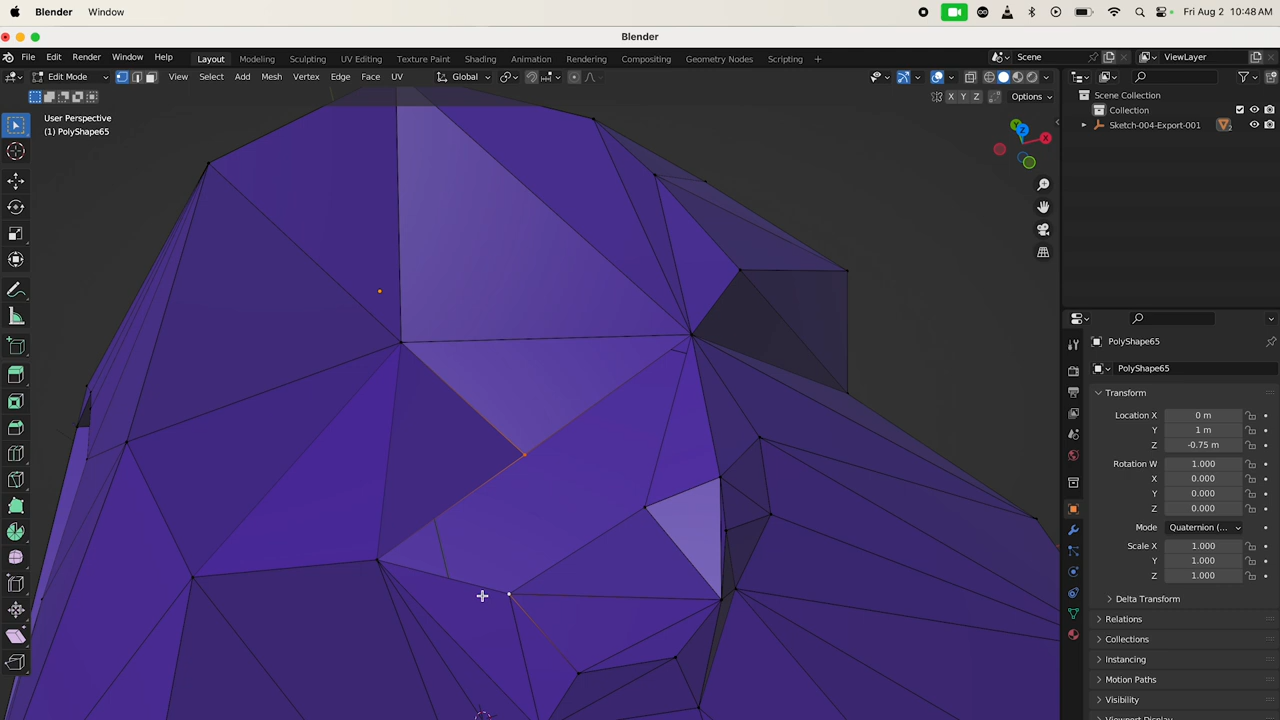 Blender Window Fri Aug 2 10:48 AM
Blender
File Edit Render Window Help Layout Modeling Sculpting UV Editing Texture Paint Shading Animation Rendering Compositing Geometry Nodes Scripting + Scene ViewLayer
Edit Mode View Select Add Mesh Vertex Edge Face UV Global
X Y Z Options
User Perspective
(1) PolyShape65
Scene Collection
Collection
Sketch-004-Export-001
Y Z X
PolyShape65
PolyShape65
Transform
Location X 0 m
Y 1 m
Z -0.75 m
Rotation W 1.000
X 0.000
Y 0.000
Z 0.000
Mode Quaternion (...
Scale X 1.000
Y 1.000
Z 1.000
Delta Transform
Relations
Collections
Instancing
Motion Paths
Visibility
Viewport Display